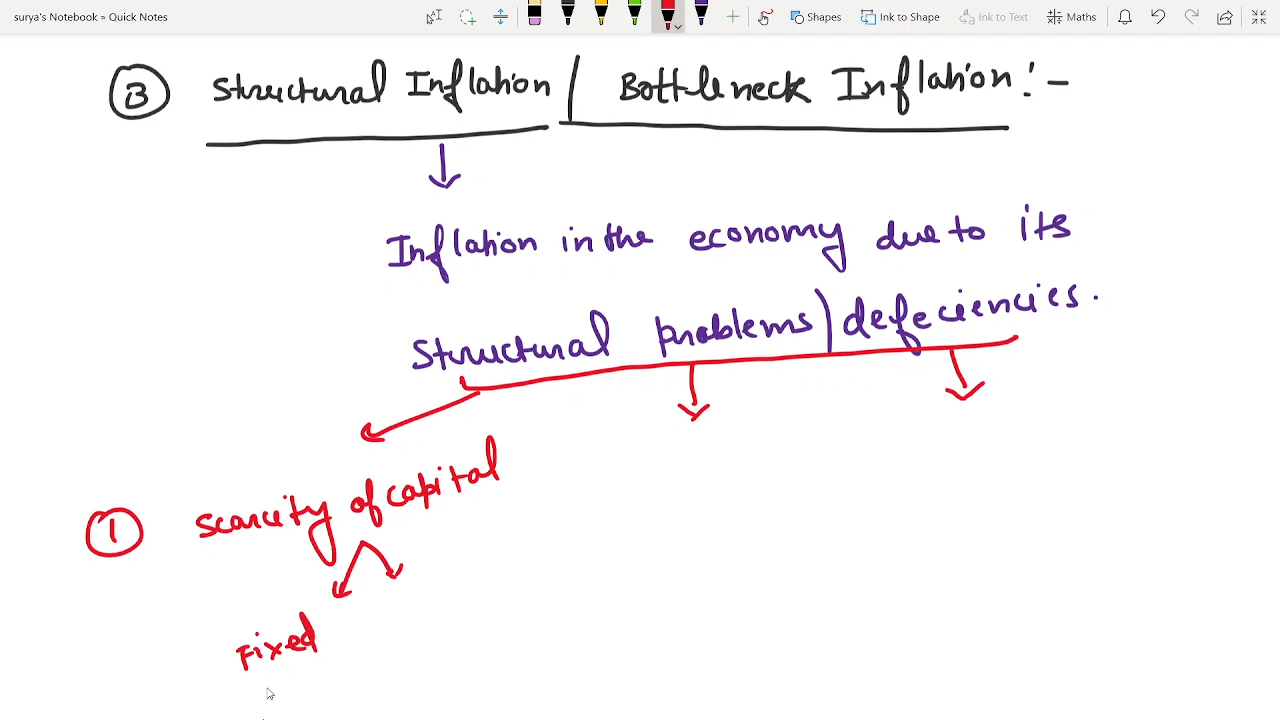 surya's Notebook » Quick Notes
Shapes Ink to Shape Ink to Text Maths
3 Structural Inflation / Bottleneck Inflation :-
Inflation in the economy due to its
structural problems / defeciencies.
1 scarcity of capital
Fixed